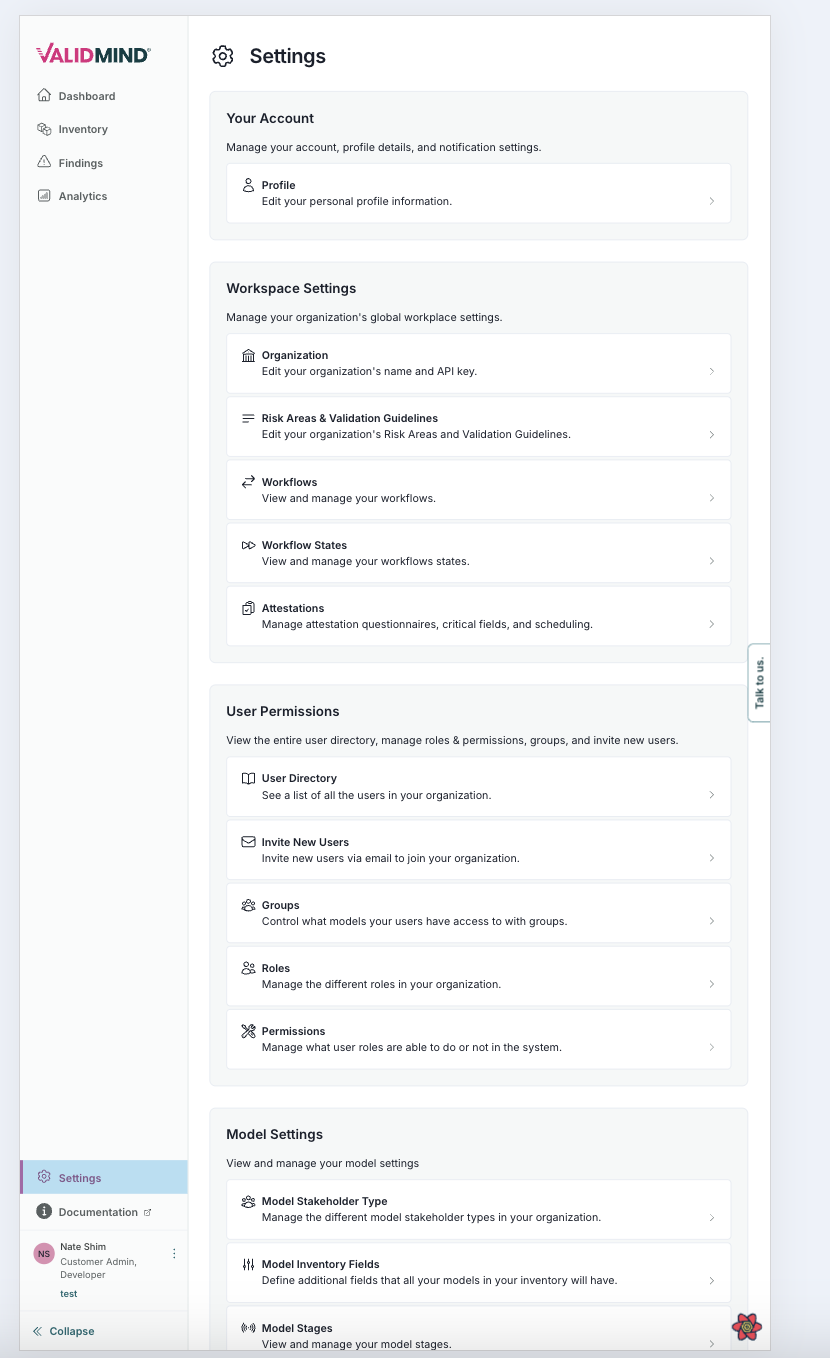 VALIDMIND
Dashboard
Inventory
Findings
Analytics
Settings
Your Account
Manage your account, profile details, and notification settings.
Profile
Edit your personal profile information.
Workspace Settings
Manage your organization's global workplace settings.
Organization
Edit your organization's name and API key.
Risk Areas & Validation Guidelines
Edit your organization's Risk Areas and Validation Guidelines.
Workflows
View and manage your workflows.
Workflow States
View and manage your workflows states.
Attestations
Manage attestation questionnaires, critical fields, and scheduling.
Talk to us.
User Permissions
View the entire user directory, manage roles & permissions, groups, and invite new users.
User Directory
See a list of all the users in your organization.
Invite New Users
Invite new users via email to join your organization.
Groups
Control what models your users have access to with groups.
Roles
Manage the different roles in your organization.
Permissions
Manage what user roles are able to do or not in the system.
Model Settings
View and manage your model settings
Model Stakeholder Type
Manage the different model stakeholder types in your organization.
Model Inventory Fields
Define additional fields that all your models in your inventory will have.
Model Stages
View and manage your model stages.
Settings
Documentation
NS
Nate Shim
Customer Admin,
Developer
test
Collapse